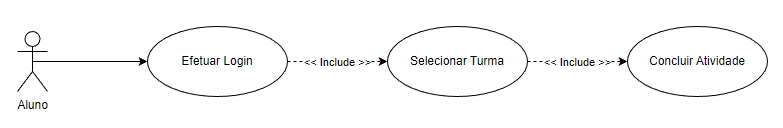 Efetuar Login
<< Include >>
Selecionar Turma
<< Include >>
Concluir Atividade
Aluno